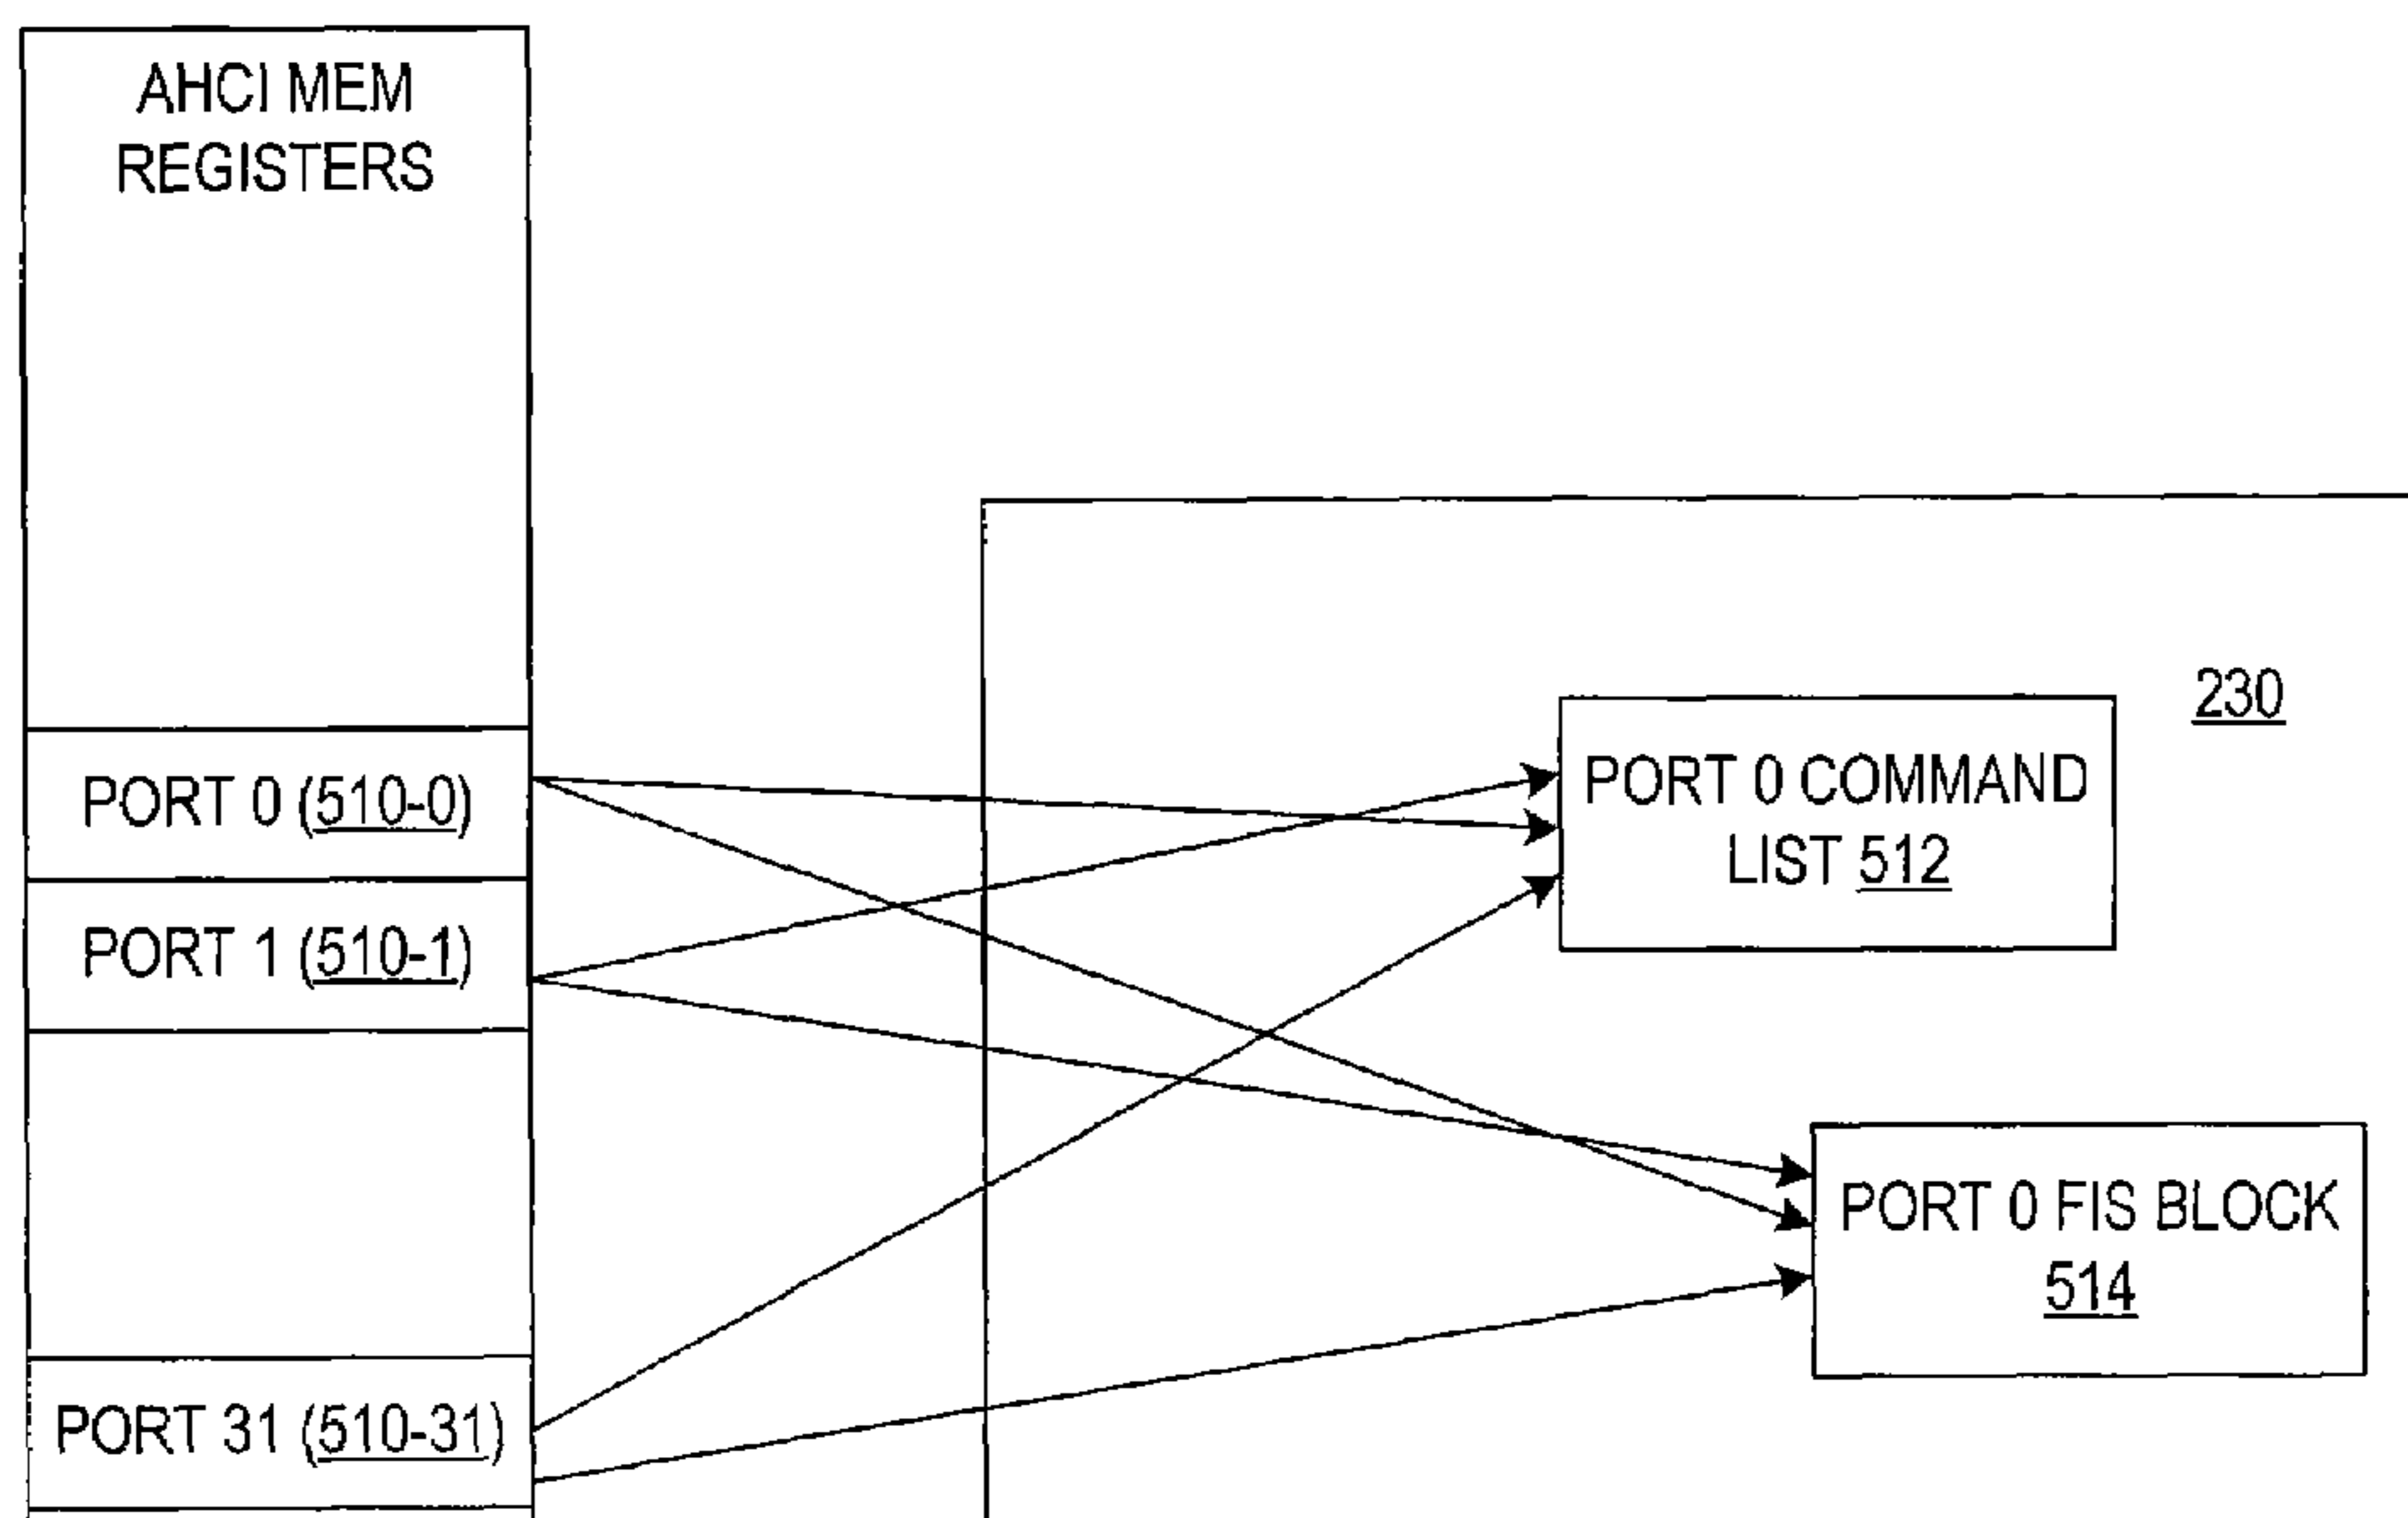 AHCI MEM
REGISTERS
PORT 0 (510-0)
PORT 1 (510-1)
PORT 31 (510-31)
230
PORT 0 COMMAND
LIST 512
PORT 0 FIS BLOCK
514